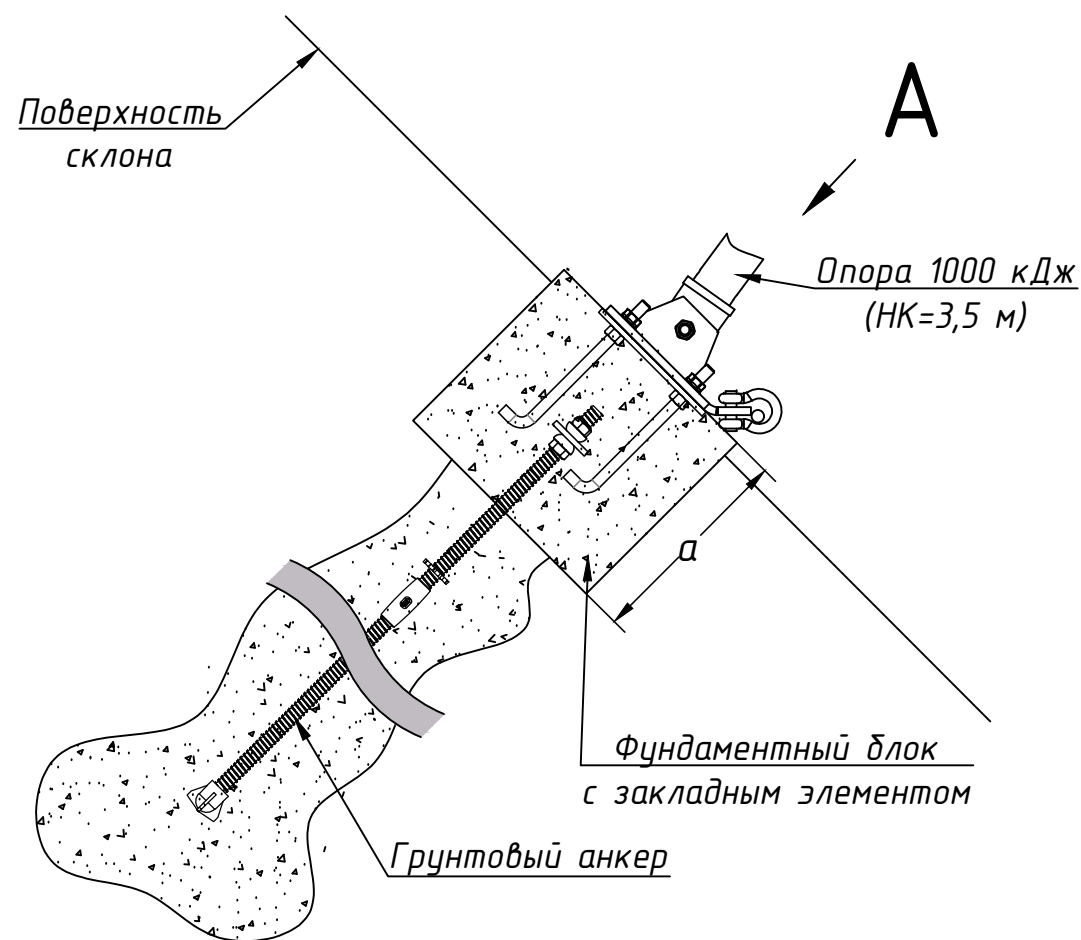 A
Поверхность
склона
Опора 1000 кДж
(НК=3,5 м)
a
Фундаментный блок
с закладным элементом
Грунтовый анкер